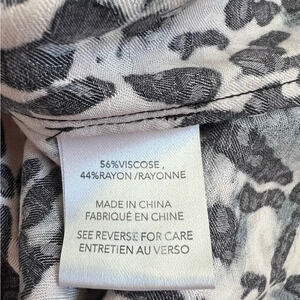 56%VISCOSE ,
44%RAYON /RAYONNE
MADE IN CHINA
FABRIQUÉ EN CHINE
SEE REVERSE FOR CARE
ENTRETIEN AU VERSO